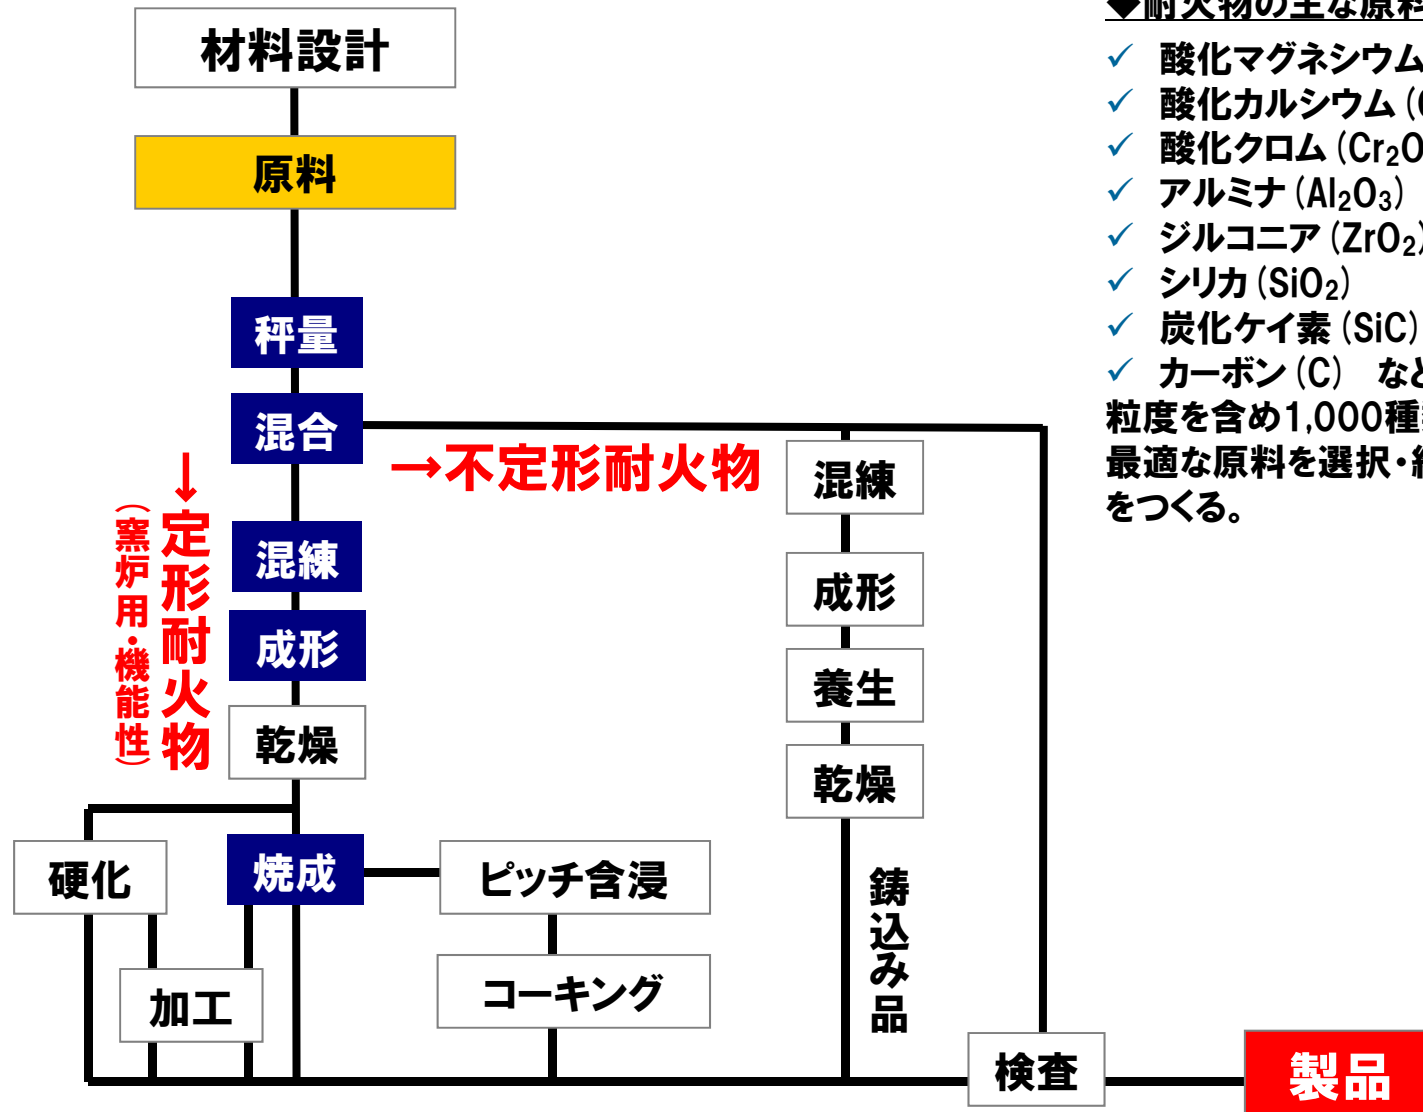 材料設計
原料
秤量
混合
→不定形耐火物
→定形耐火物
（窯炉用・機能性）
混練
成形
乾燥
硬化
焼成
ピッチ含浸
加工
コーキング
混練
成形
養生
乾燥
鋳込み品
検査
製品
◆耐火物の主な原料
✓ 酸化マグネシウム
✓ 酸化カルシウム(
✓ 酸化クロム(Cr₂O
✓ アルミナ(Al₂O₃)
✓ ジルコニア(ZrO₂)
✓ シリカ(SiO₂)
✓ 炭化ケイ素(SiC)
✓ カーボン(C) など
粒度を含め1,000種
最適な原料を選択・
をつくる。